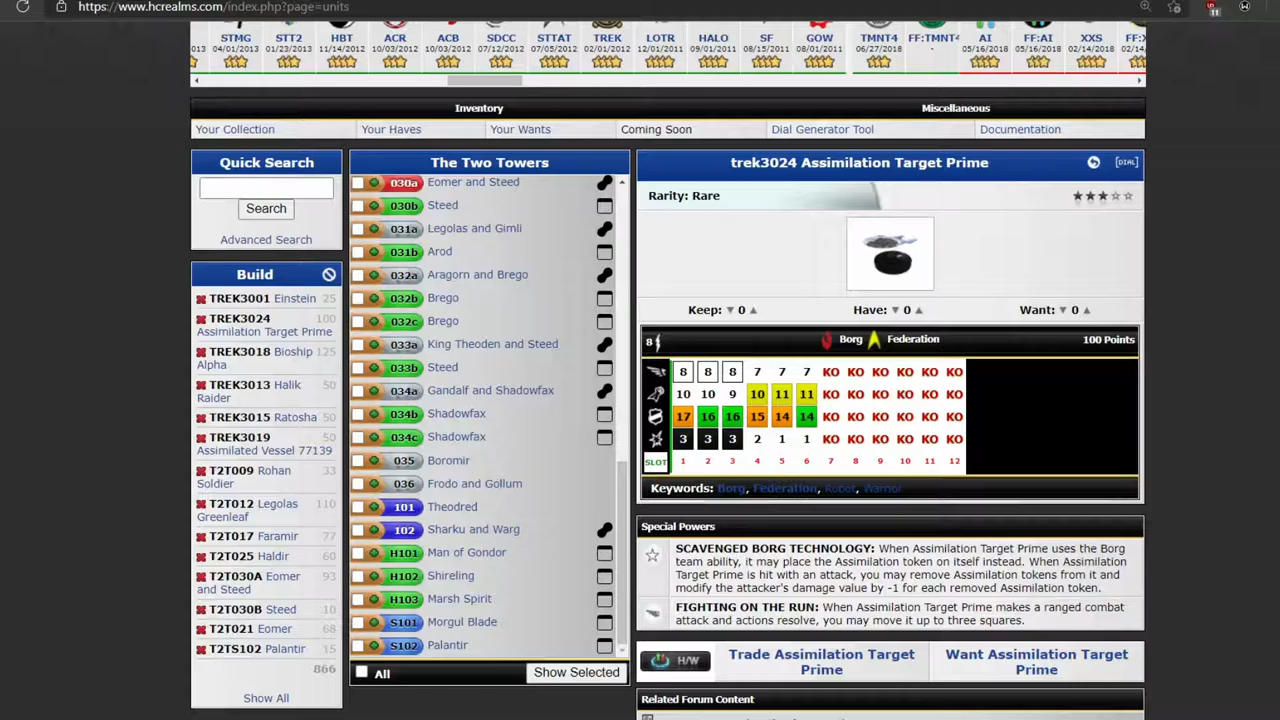 https://www.hcrealms.com/index.php?page=units
STMG STT2 HBT ACR ACB SDCC STTAT TREK LOTR HALO SF GOW TMNT4 FF:TMNT4 AI FF:AI XXS FF:X
2013 04/01/2013 01/28/2013 11/14/2012 10/03/2012 10/03/2012 07/12/2012 07/05/2012 02/01/2012 12/01/2011 09/01/2011 08/15/2011 08/01/2011 06/27/2018 - 05/16/2018 05/16/2018 02/14/2018 02/14/
Inventory Miscellaneous
Your Collection Your Haves Your Wants Coming Soon Dial Generator Tool Documentation
Quick Search
Search
Advanced Search
Build
TREK3001 Einstein 25
TREK3024 100
Assimilation Target Prime
TREK3018 Bioship 125
Alpha
TREK3013 Halik 50
Raider
TREK3015 Ratosha 50
TREK3019 50
Assimilated Vessel 77139
T2T009 Rohan 33
Soldier
T2T012 Legolas 110
Greenleaf
T2T017 Faramir 77
T2T025 Haldir 60
T2T030A Eomer 93
and Steed
T2T030B Steed 10
T2T021 Eomer 68
T2TS102 Palantir 15
866
Show All
The Two Towers
030a Eomer and Steed
030b Steed
031a Legolas and Gimli
031b Arod
032a Aragorn and Brego
032b Brego
032c Brego
033a King Theoden and Steed
033b Steed
034a Gandalf and Shadowfax
034b Shadowfax
034c Shadowfax
035 Boromir
036 Frodo and Gollum
101 Theodred
102 Sharku and Warg
H101 Man of Gondor
H102 Shireling
H103 Marsh Spirit
S101 Morgul Blade
S102 Palantir
All Show Selected
trek3024 Assimilation Target Prime [DIAL]
Rarity: Rare
Keep: 0 Have: 0 Want: 0
8 Borg Federation 100 Points
8 8 8 7 7 7 KO KO KO KO KO KO
10 10 9 10 11 11 KO KO KO KO KO KO
17 16 16 15 14 14 KO KO KO KO KO KO
3 3 3 2 1 1 KO KO KO KO KO KO
SLOT 1 2 3 4 5 6 7 8 9 10 11 12
Keywords: Borg, Federation, Robot, Warrior
Special Powers
SCAVENGED BORG TECHNOLOGY: When Assimilation Target Prime uses the Borg
team ability, it may place the Assimilation token on itself instead. When
Assimilation Target Prime is hit with an attack, you may remove Assimilation tokens from it and
modify the attacker's damage value by -1 for each removed Assimilation token.
FIGHTING ON THE RUN: When Assimilation Target Prime makes a ranged combat
attack and actions resolve, you may move it up to three squares.
H/W
Trade Assimilation Target
Prime
Want Assimilation Target
Prime
Related Forum Content